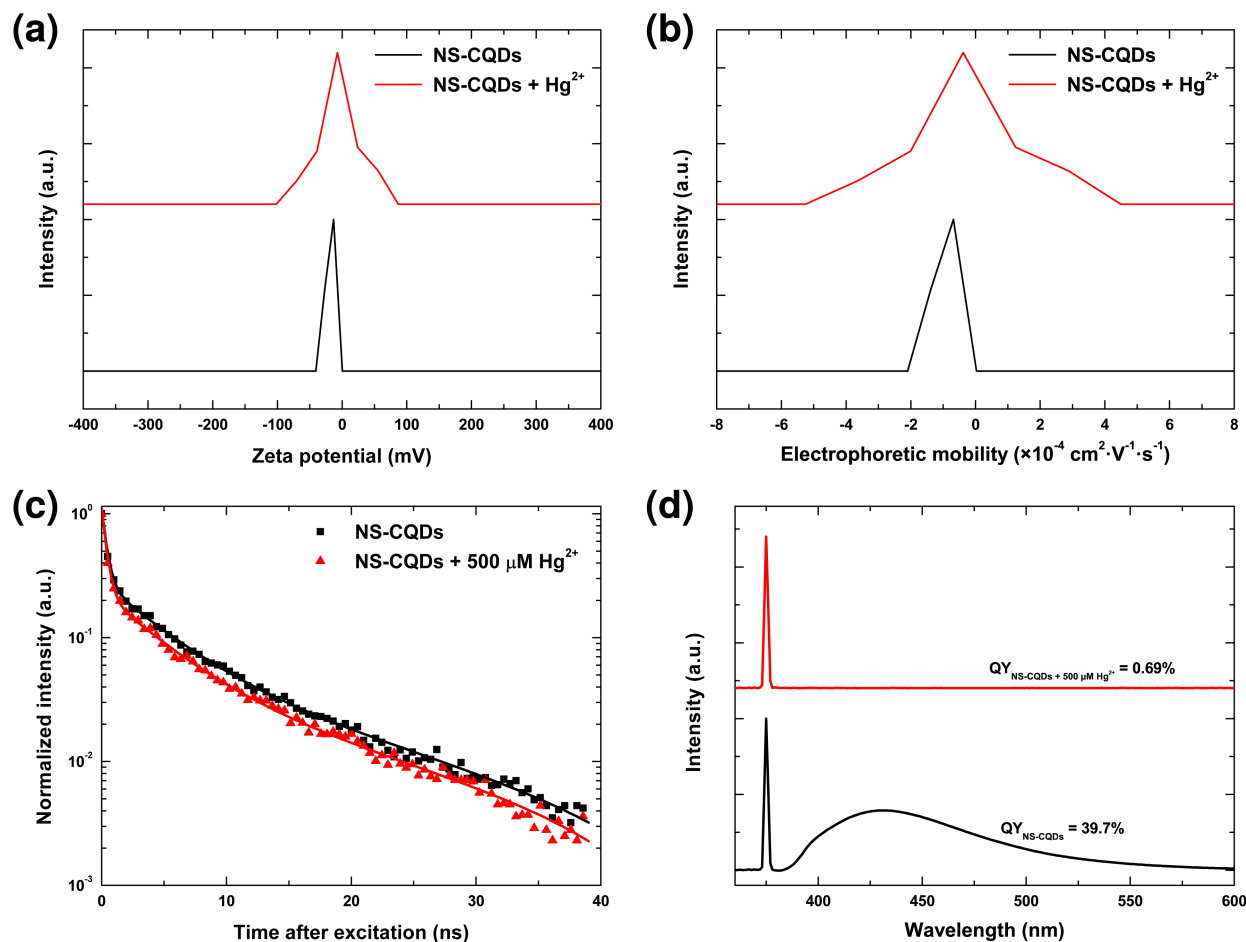 (a)
NS-CQDs
NS-CQDs + Hg²⁺
Intensity (a.u.)
-400 -300 -200 -100 0 100 200 300 400
Zeta potential (mV)
(b)
NS-CQDs
NS-CQDs + Hg²⁺
Intensity (a.u.)
-8 -6 -4 -2 0 2 4 6 8
Electrophoretic mobility (×10⁻⁴ cm²·V⁻¹·s⁻¹)
(c)
NS-CQDs
NS-CQDs + 500 μM Hg²⁺
Normalized intensity (a.u.)
10⁰
10⁻¹
10⁻²
10⁻³
0 10 20 30 40
Time after excitation (ns)
(d)
QY NS-CQDs + 500 μM Hg²⁺ = 0.69%
QY NS-CQDs = 39.7%
Intensity (a.u.)
400 450 500 550 600
Wavelength (nm)